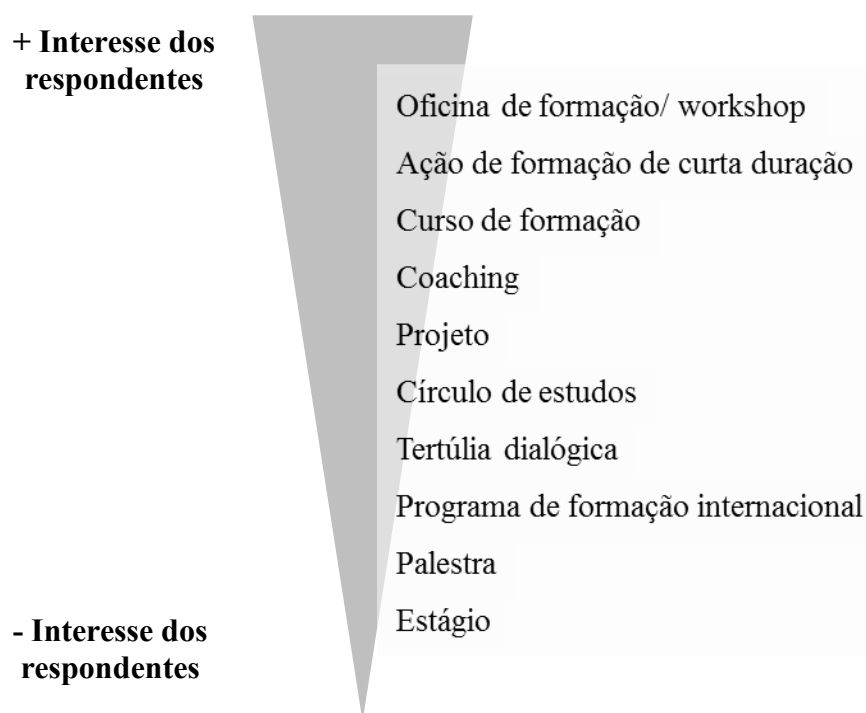 + Interesse dos
respondentes
Oficina de formação/ workshop
Ação de formação de curta duração
Curso de formação
Coaching
Projeto
Círculo de estudos
Tertúlia dialógica
Programa de formação internacional
Palestra
Estágio
- Interesse dos
respondentes